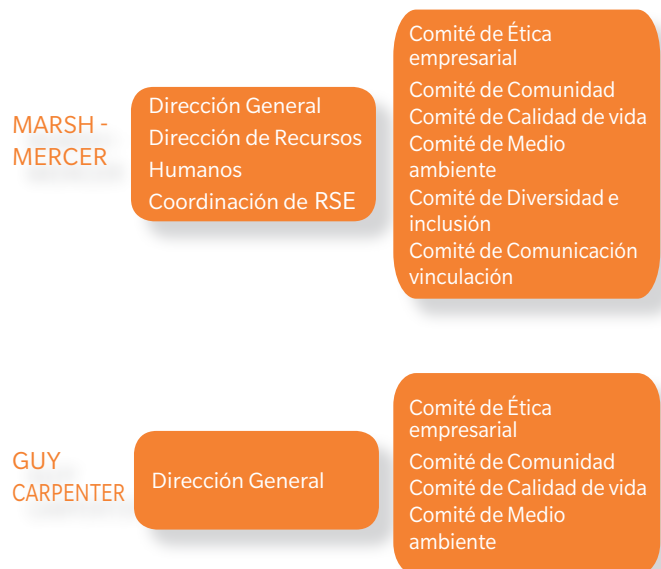 MARSH -
MERCER
Dirección General
Dirección de Recursos
Humanos
Coordinación de RSE
Comité de Ética
empresarial
Comité de Comunidad
Comité de Calidad de vida
Comité de Medio
ambiente
Comité de Diversidad e
inclusión
Comité de Comunicación
vinculación
GUY
CARPENTER
Dirección General
Comité de Ética
empresarial
Comité de Comunidad
Comité de Calidad de vida
Comité de Medio
ambiente